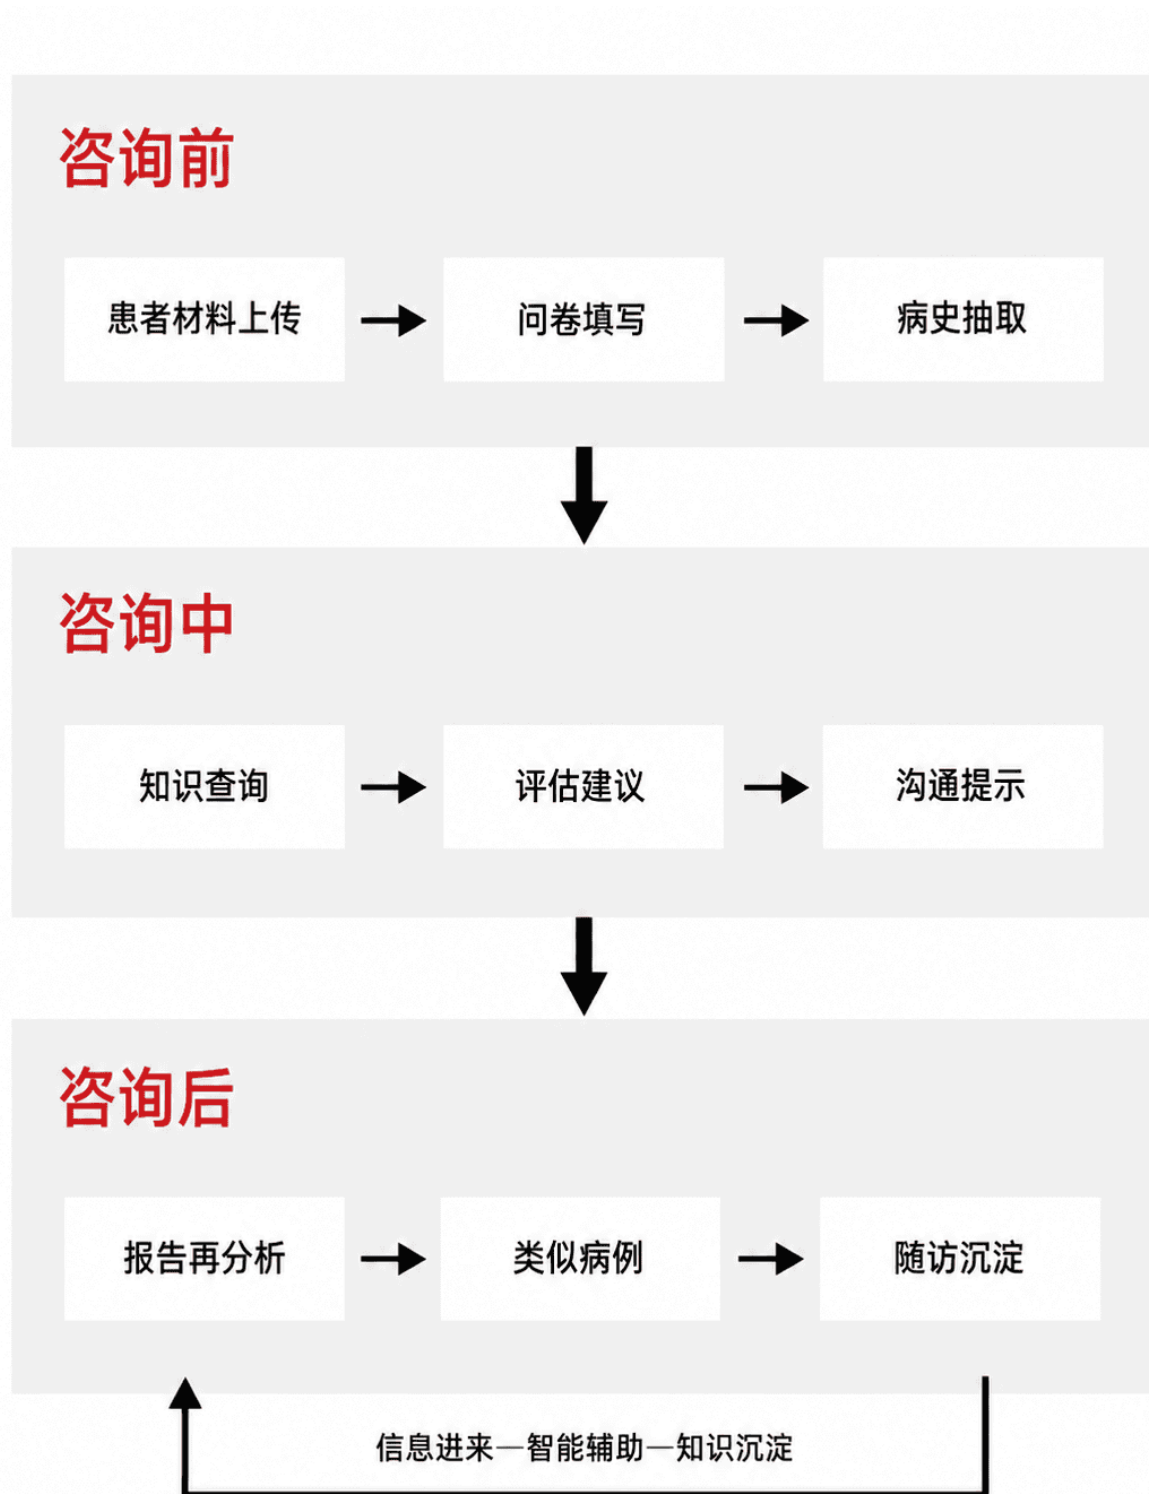 咨询前
患者材料上传
问卷填写
病史抽取
咨询中
知识查询
评估建议
沟通提示
咨询后
报告再分析
类似病例
随访沉淀
信息进来—智能辅助—知识沉淀